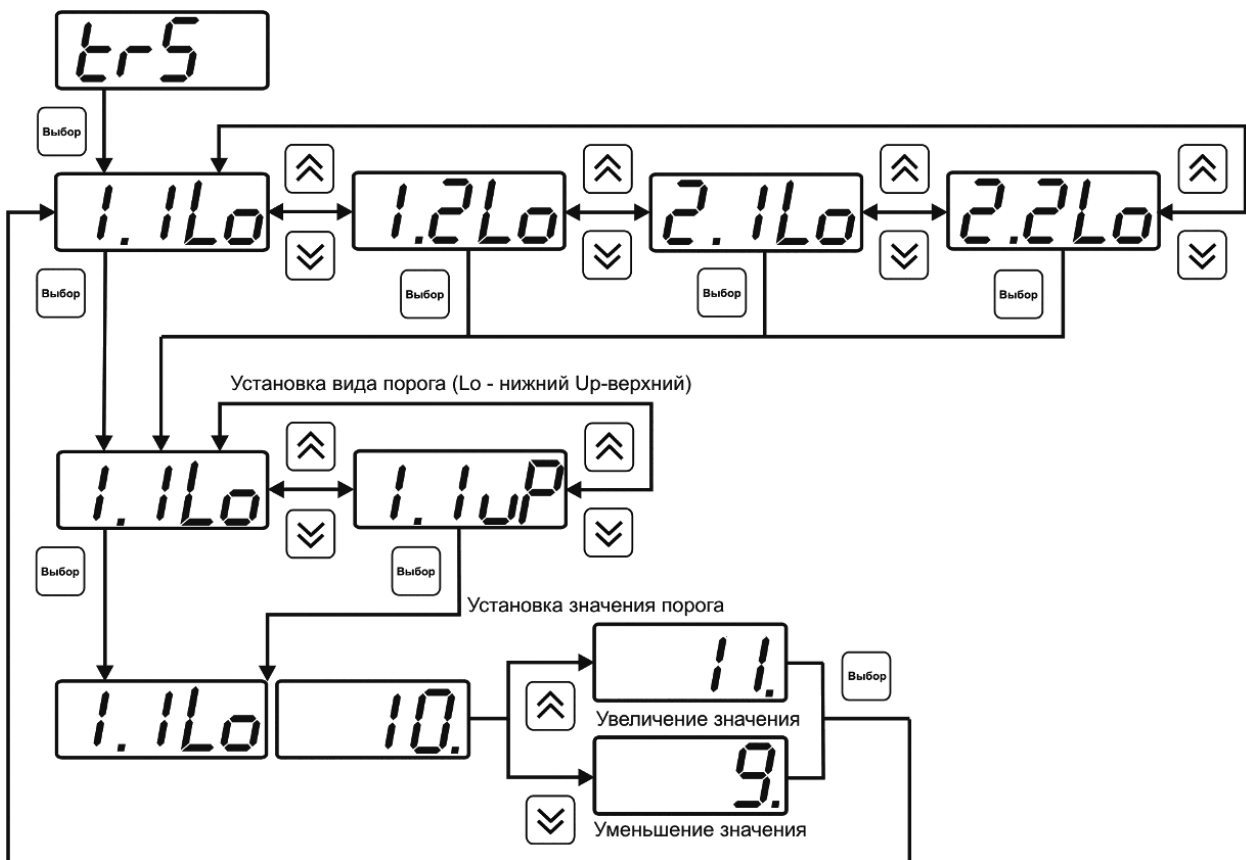 trS
Выбор
1.1Lo 1.2Lo 2.1Lo 2.2Lo
Выбор Выбор Выбор Выбор
Установка вида порога (Lo - нижний Up-верхний)
1.1Lo 1.1uP
Выбор Выбор
Установка значения порога
1.1Lo 10. 11. Выбор
Увеличение значения
9.
Уменьшение значения